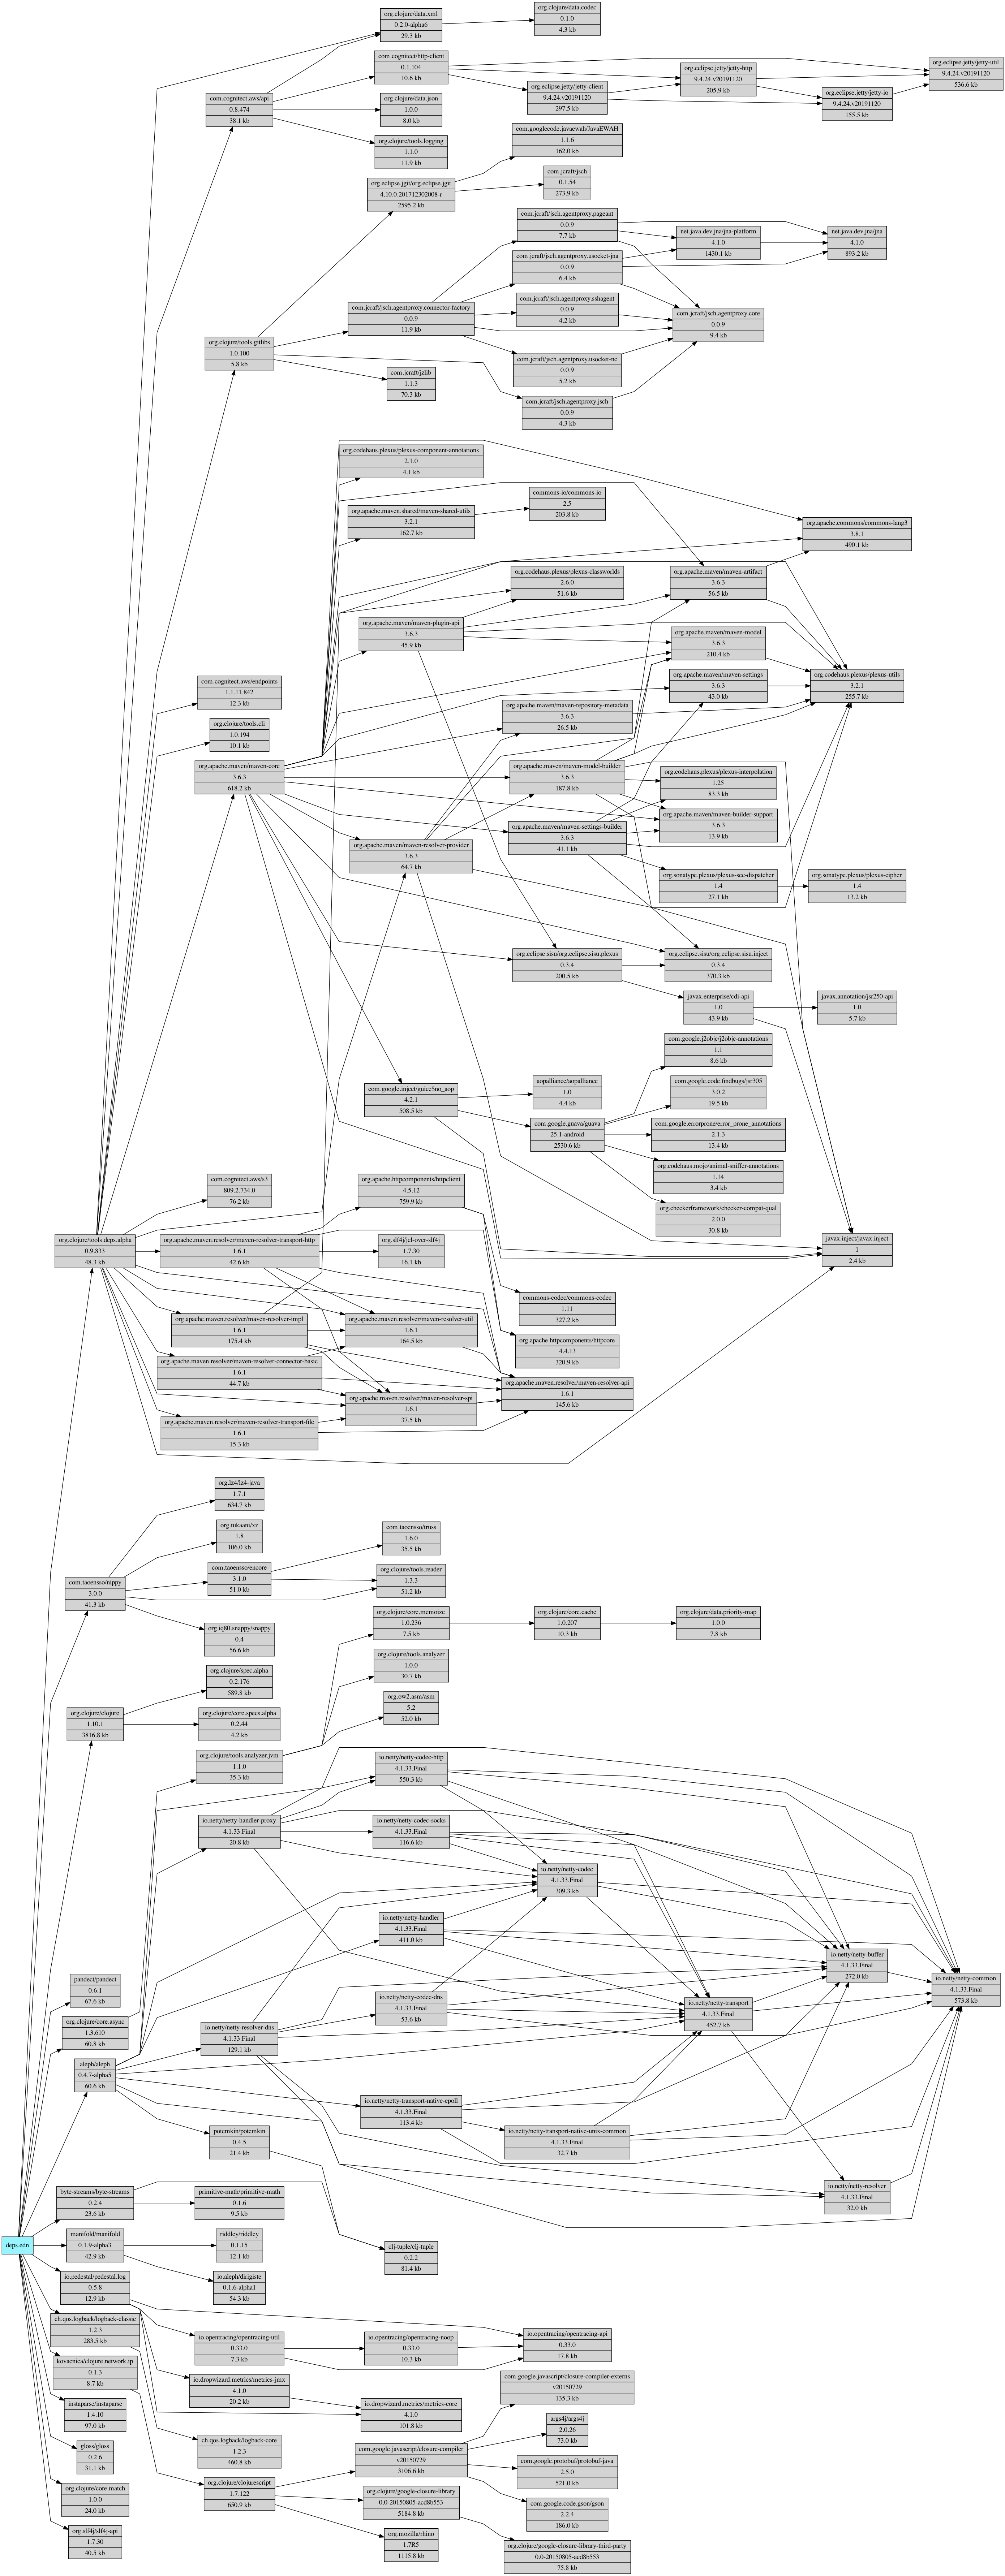 org.clojure/data.xml
0.2.0-alpha6
29.3 kb
org.clojure/data.codec
0.1.0
4.3 kb
com.cognitect/http-client
0.1.104
10.6 kb
org.eclipse.jetty/jetty-http
9.4.24.v20191120
205.9 kb
org.eclipse.jetty/jetty-util
9.4.24.v20191120
536.6 kb
org.eclipse.jetty/jetty-client
9.4.24.v20191120
297.5 kb
org.eclipse.jetty/jetty-io
9.4.24.v20191120
155.5 kb
com.cognitect.aws/api
0.8.474
38.1 kb
org.clojure/data.json
1.0.0
8.0 kb
org.clojure/tools.logging
1.1.0
11.9 kb
com.googlecode.javaewah/JavaEWAH
1.1.6
162.0 kb
org.eclipse.jgit/org.eclipse.jgit
4.10.0.201712302008-r
2595.2 kb
com.jcraft/jsch
0.1.54
273.9 kb
com.jcraft/jsch.agentproxy.pageant
0.0.9
7.7 kb
net.java.dev.jna/jna-platform
4.1.0
1430.1 kb
net.java.dev.jna/jna
4.1.0
893.2 kb
com.jcraft/jsch.agentproxy.usocket-jna
0.0.9
6.4 kb
com.jcraft/jsch.agentproxy.connector-factory
0.0.9
11.9 kb
com.jcraft/jsch.agentproxy.sshagent
0.0.9
4.2 kb
com.jcraft/jsch.agentproxy.core
0.0.9
9.4 kb
org.clojure/tools.gitlibs
1.0.100
5.8 kb
com.jcraft/jsch.agentproxy.usocket-nc
0.0.9
5.2 kb
com.jcraft/jzlib
1.1.3
70.3 kb
com.jcraft/jsch.agentproxy.jsch
0.0.9
4.3 kb
org.codehaus.plexus/plexus-component-annotations
2.1.0
4.1 kb
commons-io/commons-io
2.5
203.8 kb
org.apache.maven.shared/maven-shared-utils
3.2.1
162.7 kb
org.apache.commons/commons-lang3
3.8.1
490.1 kb
org.codehaus.plexus/plexus-classworlds
2.6.0
51.6 kb
org.apache.maven/maven-artifact
3.6.3
56.5 kb
org.apache.maven/maven-plugin-api
3.6.3
45.9 kb
org.apache.maven/maven-model
3.6.3
210.4 kb
com.cognitect.aws/endpoints
1.1.11.842
12.3 kb
org.apache.maven/maven-settings
3.6.3
43.0 kb
org.codehaus.plexus/plexus-utils
3.2.1
255.7 kb
org.apache.maven/maven-repository-metadata
3.6.3
26.5 kb
org.clojure/tools.cli
1.0.194
10.1 kb
org.apache.maven/maven-core
3.6.3
618.2 kb
org.apache.maven/maven-model-builder
3.6.3
187.8 kb
org.codehaus.plexus/plexus-interpolation
1.25
83.3 kb
org.apache.maven/maven-builder-support
3.6.3
13.9 kb
org.apache.maven/maven-settings-builder
3.6.3
41.1 kb
org.apache.maven/maven-resolver-provider
3.6.3
64.7 kb
org.sonatype.plexus/plexus-sec-dispatcher
1.4
27.1 kb
org.sonatype.plexus/plexus-cipher
1.4
13.2 kb
org.eclipse.sisu/org.eclipse.sisu.plexus
0.3.4
200.5 kb
org.eclipse.sisu/org.eclipse.sisu.inject
0.3.4
370.3 kb
javax.enterprise/cdi-api
1.0
43.9 kb
javax.annotation/jsr250-api
1.0
5.7 kb
com.google.j2objc/j2objc-annotations
1.1
8.6 kb
com.google.inject/guice$no_aop
4.2.1
508.5 kb
aopalliance/aopalliance
1.0
4.4 kb
com.google.code.findbugs/jsr305
3.0.2
19.5 kb
com.google.guava/guava
25.1-android
2530.6 kb
com.google.errorprone/error_prone_annotations
2.1.3
13.4 kb
org.codehaus.mojo/animal-sniffer-annotations
1.14
3.4 kb
org.checkerframework/checker-compat-qual
2.0.0
30.8 kb
com.cognitect.aws/s3
809.2.734.0
76.2 kb
org.apache.httpcomponents/httpclient
4.5.12
759.9 kb
org.clojure/tools.deps.alpha
0.9.833
48.3 kb
org.apache.maven.resolver/maven-resolver-transport-http
1.6.1
42.6 kb
org.slf4j/jcl-over-slf4j
1.7.30
16.1 kb
javax.inject/javax.inject
1
2.4 kb
commons-codec/commons-codec
1.11
327.2 kb
org.apache.maven.resolver/maven-resolver-impl
1.6.1
175.4 kb
org.apache.maven.resolver/maven-resolver-util
1.6.1
164.5 kb
org.apache.httpcomponents/httpcore
4.4.13
320.9 kb
org.apache.maven.resolver/maven-resolver-connector-basic
1.6.1
44.7 kb
org.apache.maven.resolver/maven-resolver-api
1.6.1
145.6 kb
org.apache.maven.resolver/maven-resolver-spi
1.6.1
37.5 kb
org.apache.maven.resolver/maven-resolver-transport-file
1.6.1
15.3 kb
org.lz4/lz4-java
1.7.1
634.7 kb
org.tukaani/xz
1.8
106.0 kb
com.taoensso/truss
1.6.0
35.5 kb
com.taoensso/nippy
3.0.0
41.3 kb
com.taoensso/encore
3.1.0
51.0 kb
org.clojure/tools.reader
1.3.3
51.2 kb
org.iq80.snappy/snappy
0.4
56.6 kb
org.clojure/core.memoize
1.0.236
7.5 kb
org.clojure/core.cache
1.0.207
10.3 kb
org.clojure/data.priority-map
1.0.0
7.8 kb
org.clojure/spec.alpha
0.2.176
589.8 kb
org.clojure/tools.analyzer
1.0.0
30.7 kb
org.clojure/clojure
1.10.1
3816.8 kb
org.clojure/core.specs.alpha
0.2.44
4.2 kb
org.ow2.asm/asm
5.2
52.0 kb
org.clojure/tools.analyzer.jvm
1.1.0
35.3 kb
io.netty/netty-codec-http
4.1.33.Final
550.3 kb
io.netty/netty-handler-proxy
4.1.33.Final
20.8 kb
io.netty/netty-codec-socks
4.1.33.Final
116.6 kb
io.netty/netty-codec
4.1.33.Final
309.3 kb
io.netty/netty-handler
4.1.33.Final
411.0 kb
io.netty/netty-buffer
4.1.33.Final
272.0 kb
pandect/pandect
0.6.1
67.6 kb
io.netty/netty-common
4.1.33.Final
573.8 kb
io.netty/netty-codec-dns
4.1.33.Final
53.6 kb
io.netty/netty-transport
4.1.33.Final
452.7 kb
org.clojure/core.async
1.3.610
60.8 kb
io.netty/netty-resolver-dns
4.1.33.Final
129.1 kb
aleph/aleph
0.4.7-alpha5
60.6 kb
io.netty/netty-transport-native-epoll
4.1.33.Final
113.4 kb
potemkin/potemkin
0.4.5
21.4 kb
io.netty/netty-transport-native-unix-common
4.1.33.Final
32.7 kb
byte-streams/byte-streams
0.2.4
23.6 kb
primitive-math/primitive-math
0.1.6
9.5 kb
io.netty/netty-resolver
4.1.33.Final
32.0 kb
deps.edn
manifold/manifold
0.1.9-alpha3
42.9 kb
riddley/riddley
0.1.15
12.1 kb
clj-tuple/clj-tuple
0.2.2
81.4 kb
io.pedestal/pedestal.log
0.5.8
12.9 kb
io.aleph/dirigiste
0.1.6-alpha1
54.3 kb
ch.qos.logback/logback-classic
1.2.3
283.5 kb
io.opentracing/opentracing-util
0.33.0
7.3 kb
io.opentracing/opentracing-noop
0.33.0
10.3 kb
io.opentracing/opentracing-api
0.33.0
17.8 kb
kovacnica/clojure.network.ip
0.1.3
8.7 kb
io.dropwizard.metrics/metrics-jmx
4.1.0
20.2 kb
com.google.javascript/closure-compiler-externs
v20150729
135.3 kb
instaparse/instaparse
1.4.10
97.0 kb
io.dropwizard.metrics/metrics-core
4.1.0
101.8 kb
args4j/args4j
2.0.26
73.0 kb
gloss/gloss
0.2.6
31.1 kb
ch.qos.logback/logback-core
1.2.3
460.8 kb
com.google.javascript/closure-compiler
v20150729
3106.6 kb
com.google.protobuf/protobuf-java
2.5.0
521.0 kb
org.clojure/core.match
1.0.0
24.0 kb
org.clojure/clojurescript
1.7.122
650.9 kb
org.clojure/google-closure-library
0.0-20150805-acd8b553
5184.8 kb
com.google.code.gson/gson
2.2.4
186.0 kb
org.slf4j/slf4j-api
1.7.30
40.5 kb
org.mozilla/rhino
1.7R5
1115.8 kb
org.clojure/google-closure-library-third-party
0.0-20150805-acd8b553
75.8 kb